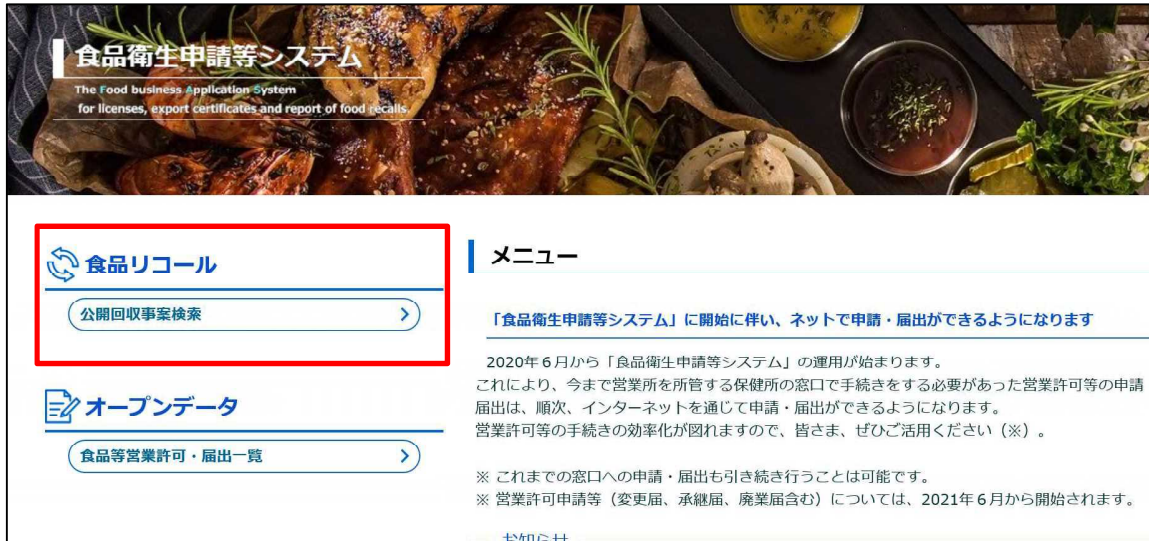 食品衛生申請等システム
The Food business Application System
for licenses, export certificates and report of food recalls.
食品リコール
公開回収事案検索
オープンデータ
食品等営業許可・届出一覧
メニュー
「食品衛生申請等システム」に開始に伴い、ネットで申請・届出ができるようになります
2020年6月から「食品衛生申請等システム」の運用が始まります。
これにより、今まで営業所を所管する保健所の窓口で手続きをする必要があった営業許可等の申請
届出は、順次、インターネットを通じて申請・届出ができるようになります。
営業許可等の手続きの効率化が図れますので、皆さま、ぜひご活用ください（※）。
※ これまでの窓口への申請・届出も引き続き行うことは可能です。
※ 営業許可申請等（変更届、承継届、廃業届含む）については、2021年6月から開始されます。
お知らせ